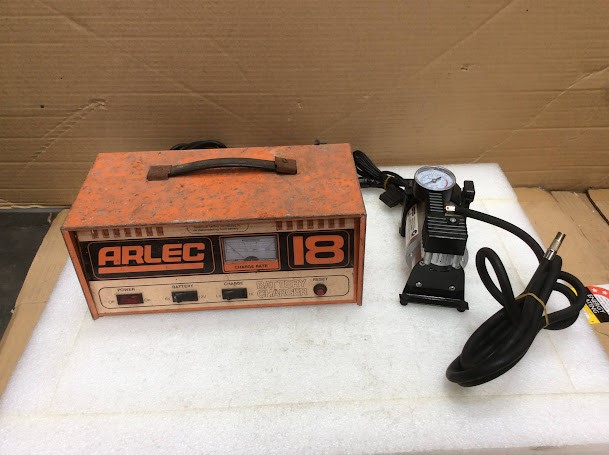 ARLEC
18
CHARGE RATE
POWER
BATTERY
CHARGE
RESET
BATTERY
CHARGER